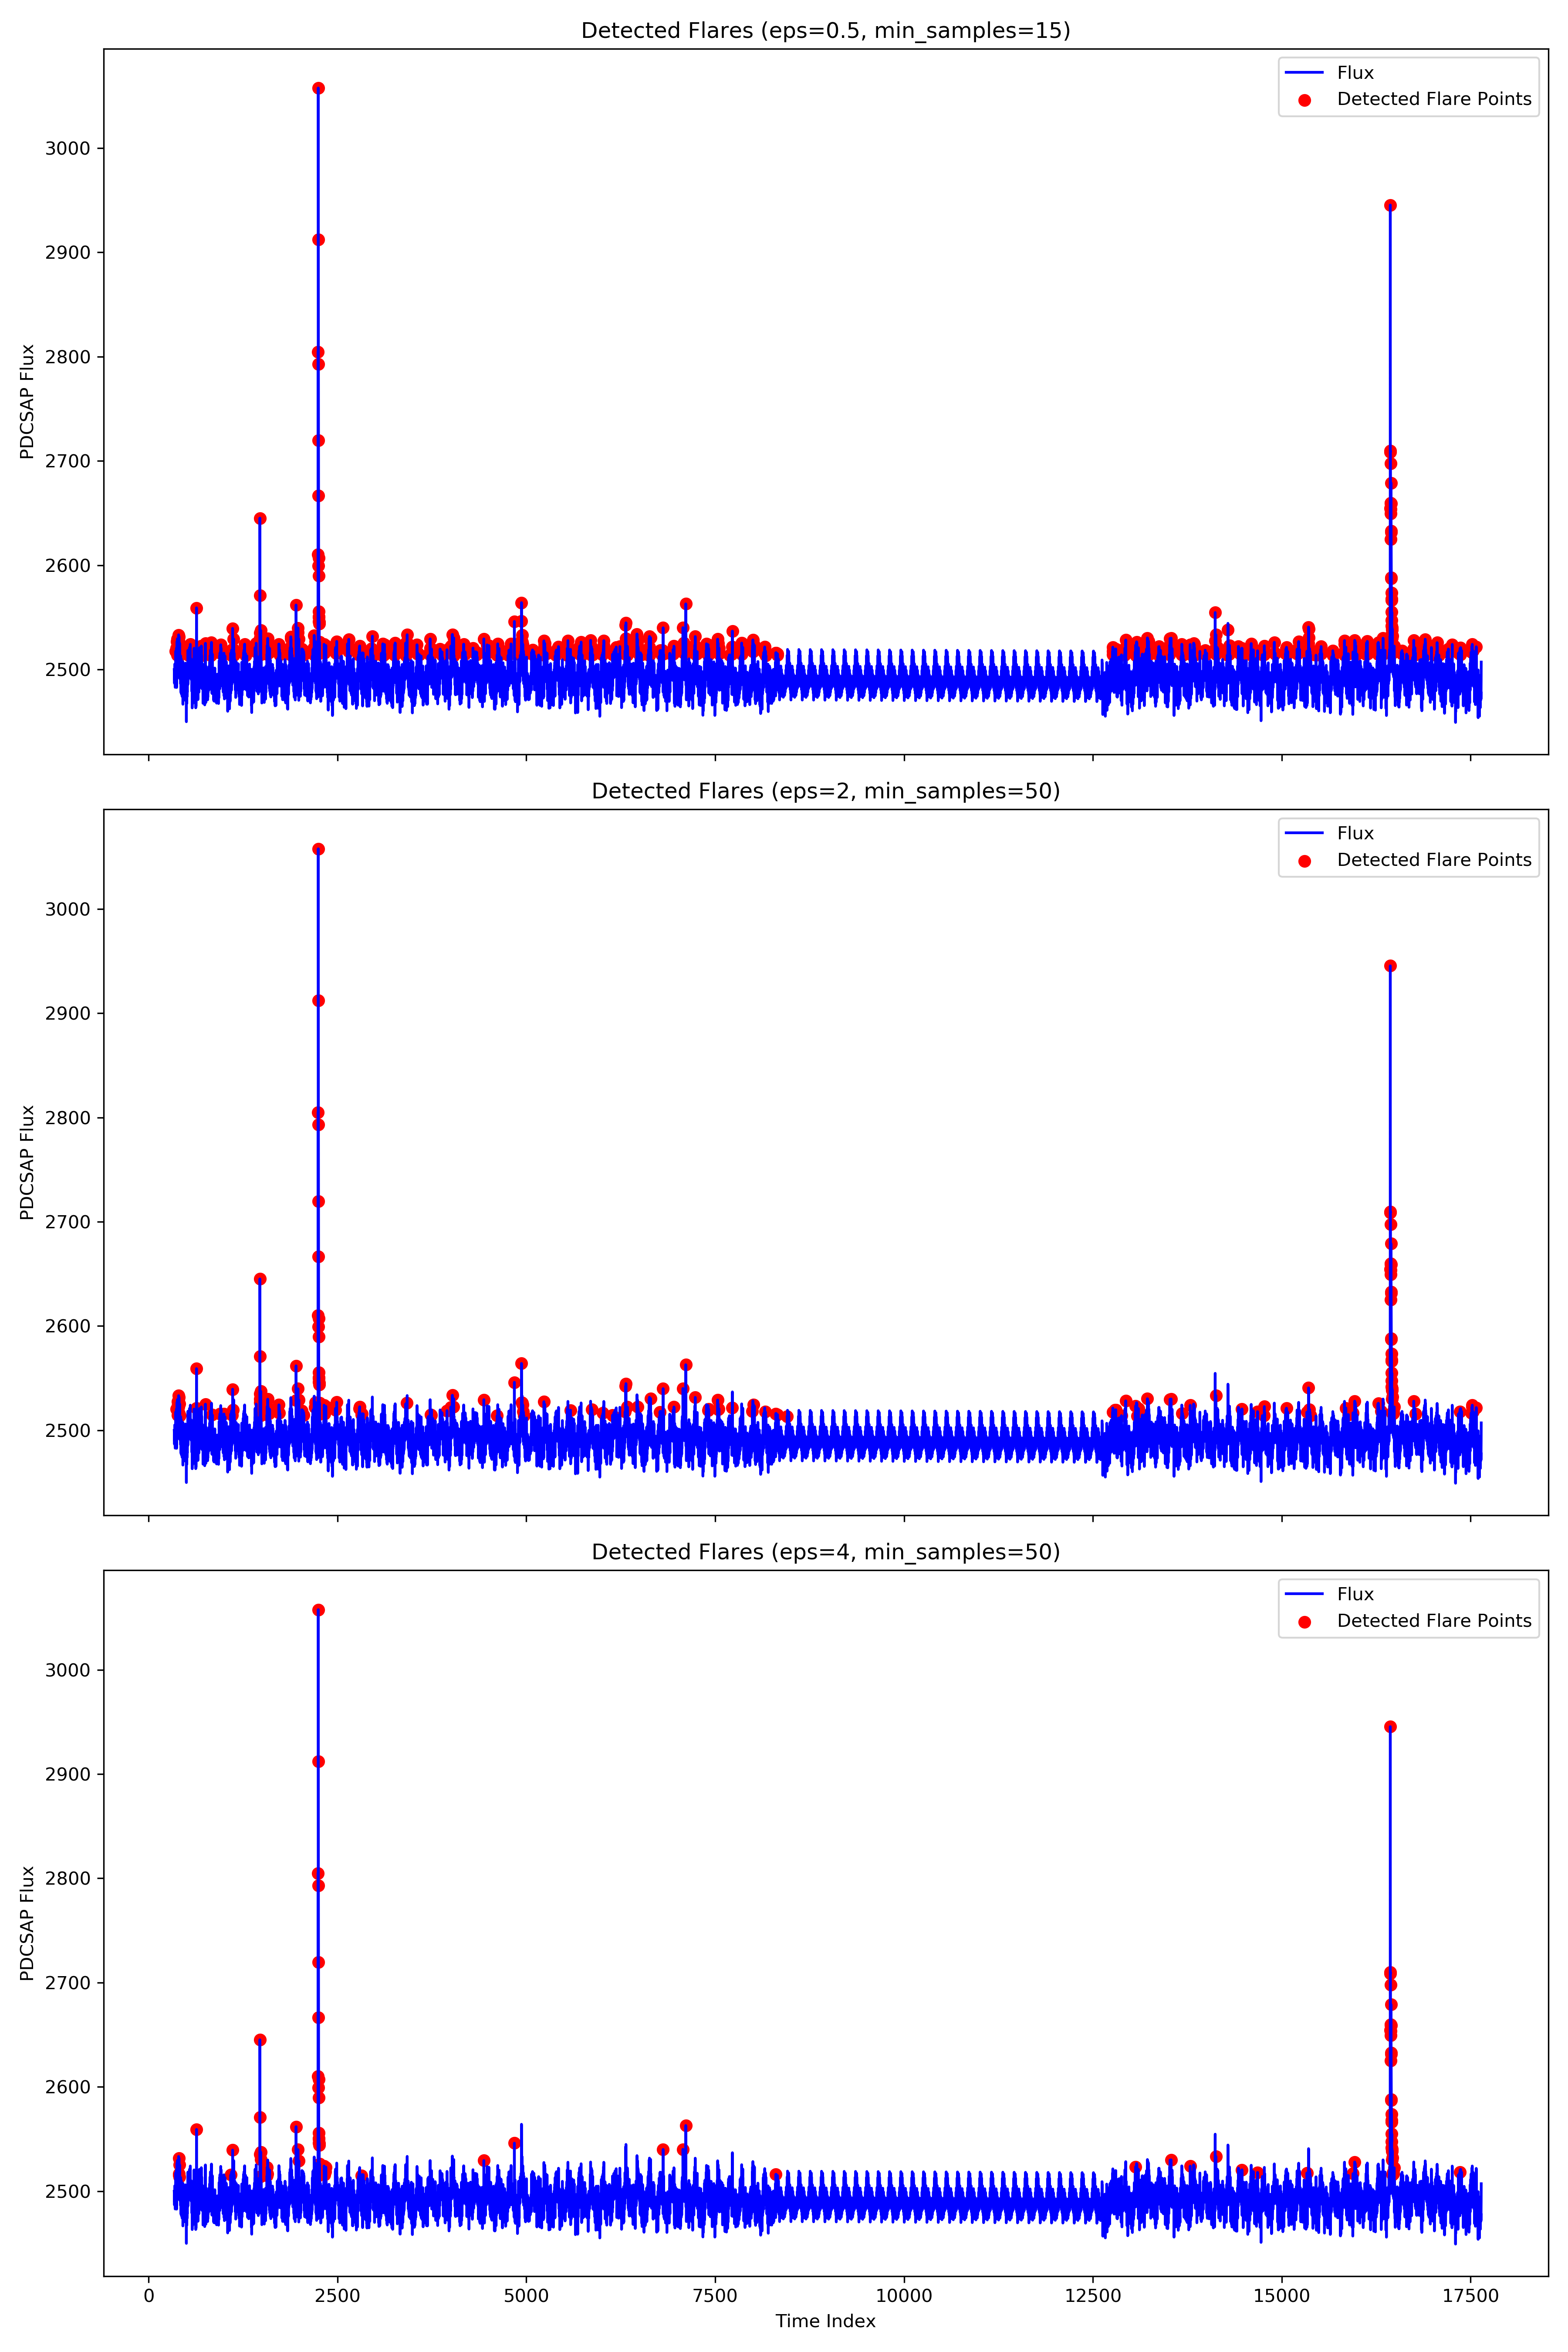 Detected Flares (eps=0.5, min_samples=15)
Flux
Detected Flare Points
3000
2900
2800
2700
2600
2500
PDCSAP Flux
Detected Flares (eps=2, min_samples=50)
Flux
Detected Flare Points
3000
2900
2800
2700
2600
2500
PDCSAP Flux
Detected Flares (eps=4, min_samples=50)
Flux
Detected Flare Points
3000
2900
2800
2700
2600
2500
PDCSAP Flux
0 2500 5000 7500 10000 12500 15000 17500
Time Index